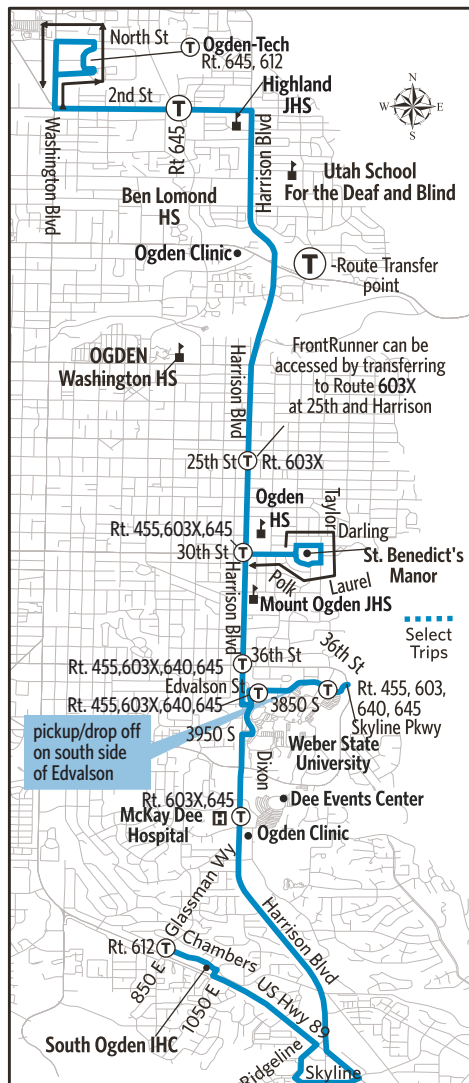 North St
T Ogden-Tech
Rt. 645, 612
2nd St
T
Rt 645
Highland
JHS
N
W E
S
Washington Blvd
Harrison Blvd
Utah School
For the Deaf and Blind
Ben Lomond
HS
Ogden Clinic
T -Route Transfer
point
OGDEN
Washington HS
Harrison Blvd
FrontRunner can be
accessed by transferring
to Route 603X
at 25th and Harrison
25th St T Rt. 603X
Ogden
HS
Taylor
Rt. 455,603X,645
30th St T
Darling
St. Benedict's
Manor
Polk
Laurel
Harrison Blvd
Mount Ogden JHS
Select
Trips
36th St
Rt. 455,603X,640,645
T 36th St
Edvalson St
Rt. 455,603X,640,645
T
T
3850 S
Rt. 455, 603,
640, 645
Skyline Pkwy
pickup/drop off
on south side
of Edvalson
3950 S
Weber State
University
Dixon
Dee Events Center
Rt. 603X,645
McKay Dee
Hospital
H T
Ogden Clinic
Glassman Wy
Harrison Blvd
Rt. 612 T
Chambers
850 E
1050 E
US Hwy 89
South Ogden IHC
Ridgeline
Skyline